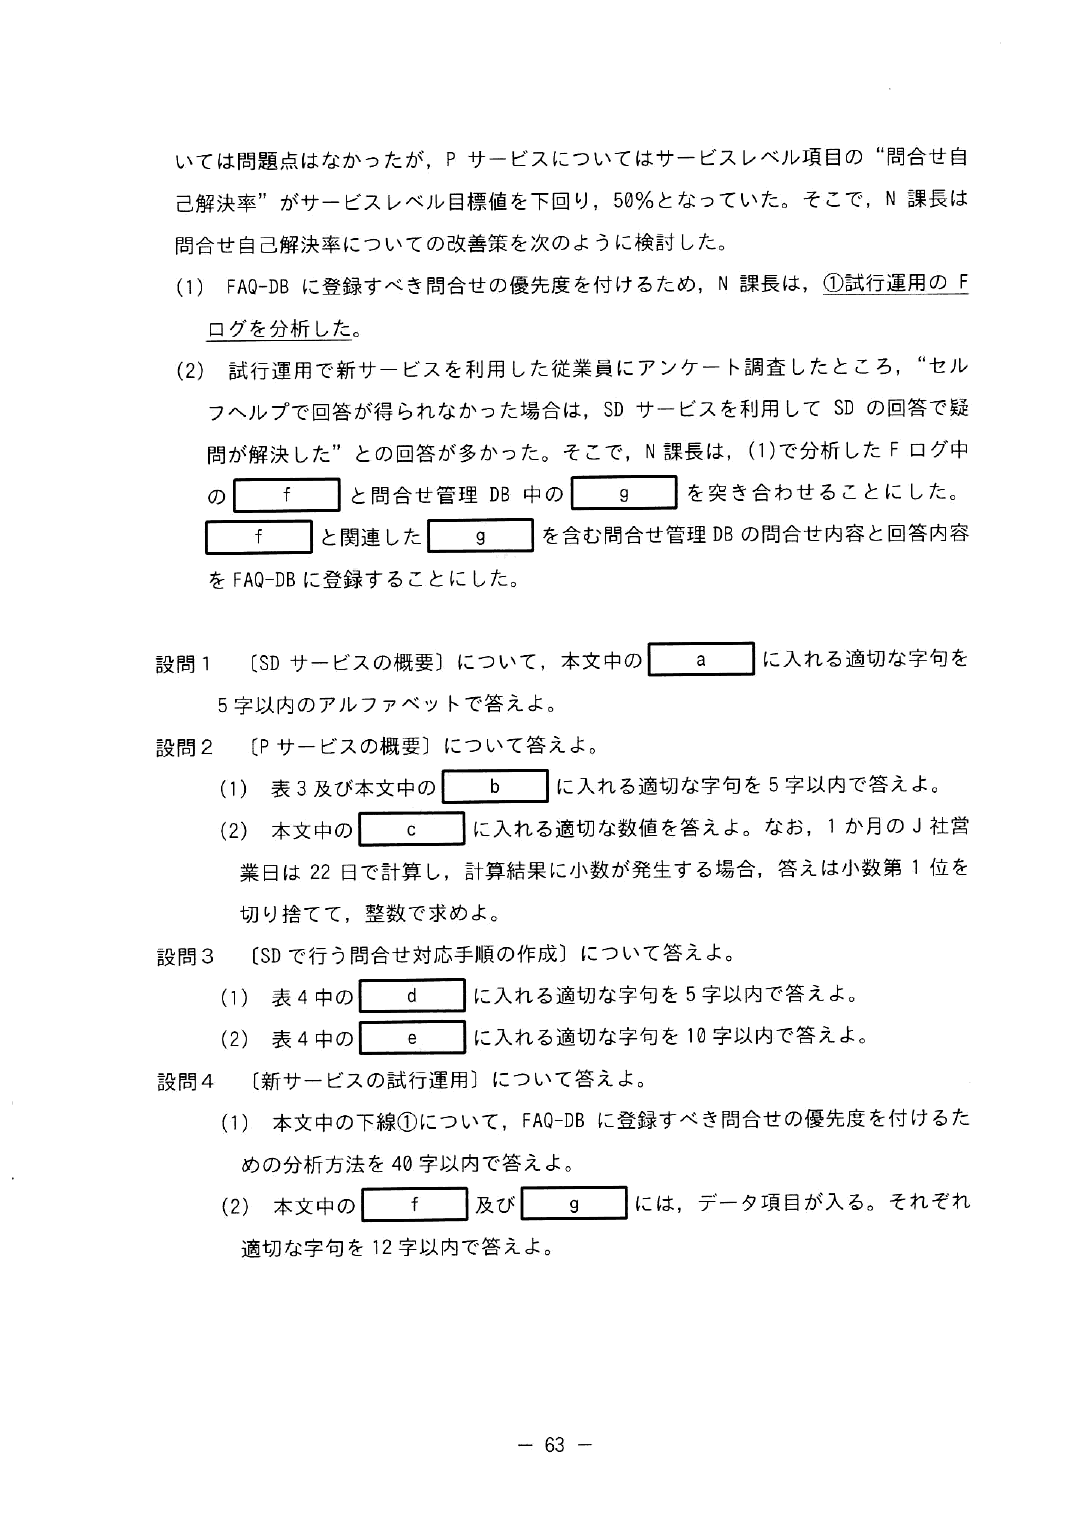 いては問題点はなかったが，P サービスについてはサービスレベル項目の“問合せ自
己解決率”がサービスレベル目標値を下回り，50%となっていた。そこで，N 課長は
問合せ自己解決率についての改善策を次のように検討した。
(1) FAQ-DB に登録すべき問合せの優先度を付けるため，N 課長は，①試行運用の F
ログを分析した。
(2) 試行運用で新サービスを利用した従業員にアンケート調査したところ，“セル
フヘルプで回答が得られなかった場合は，SD サービスを利用して SD の回答で疑
問が解決した”との回答が多かった。そこで，N 課長は，(1)で分析した F ログ中
の f と問合せ管理 DB 中の g を突き合わせることにした。
f と関連した g を含む問合せ管理 DB の問合せ内容と回答内容
を FAQ-DB に登録することにした。
設問1 〔SD サービスの概要〕について，本文中の a に入れる適切な字句を
5 字以内のアルファベットで答えよ。
設問2 〔P サービスの概要〕について答えよ。
(1) 表 3 及び本文中の b に入れる適切な字句を 5 字以内で答えよ。
(2) 本文中の c に入れる適切な数値を答えよ。なお，1 か月の J 社営
業日は 22 日で計算し，計算結果に小数が発生する場合，答えは小数第 1 位を
切り捨てて，整数で求めよ。
設問3 〔SD で行う問合せ対応手順の作成〕について答えよ。
(1) 表 4 中の d に入れる適切な字句を 5 字以内で答えよ。
(2) 表 4 中の e に入れる適切な字句を 10 字以内で答えよ。
設問4 〔新サービスの試行運用〕について答えよ。
(1) 本文中の下線①について，FAQ-DB に登録すべき問合せの優先度を付けるた
めの分析方法を 40 字以内で答えよ。
(2) 本文中の f 及び g には，データ項目が入る。それぞれ
適切な字句を 12 字以内で答えよ。
－ 63 －